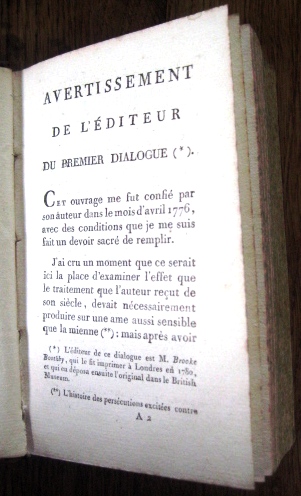 AVERTISSEMENT
DE L'ÉDITEUR
DU PREMIER DIALOGUE (*).
CET ouvrage me fut confié par
son auteur dans le mois d'avril 1776,
avec des conditions que je me suis
fait un devoir sacré de remplir.
J'ai cru un moment que ce serait
ici la place d'examiner l'effet que
le traitement que l'auteur reçut de
son siècle, devait nécessairement
produire sur une ame aussi sensible
que la mienne (**) : mais après avoir
(*) L'éditeur de ce dialogue est M. Brooke
Boothby, qui le fit imprimer à Londres en 1780,
et qui en déposa ensuite l'original dans le British
Museum.
(**) L'histoire des persécutions excitées contre
A 2